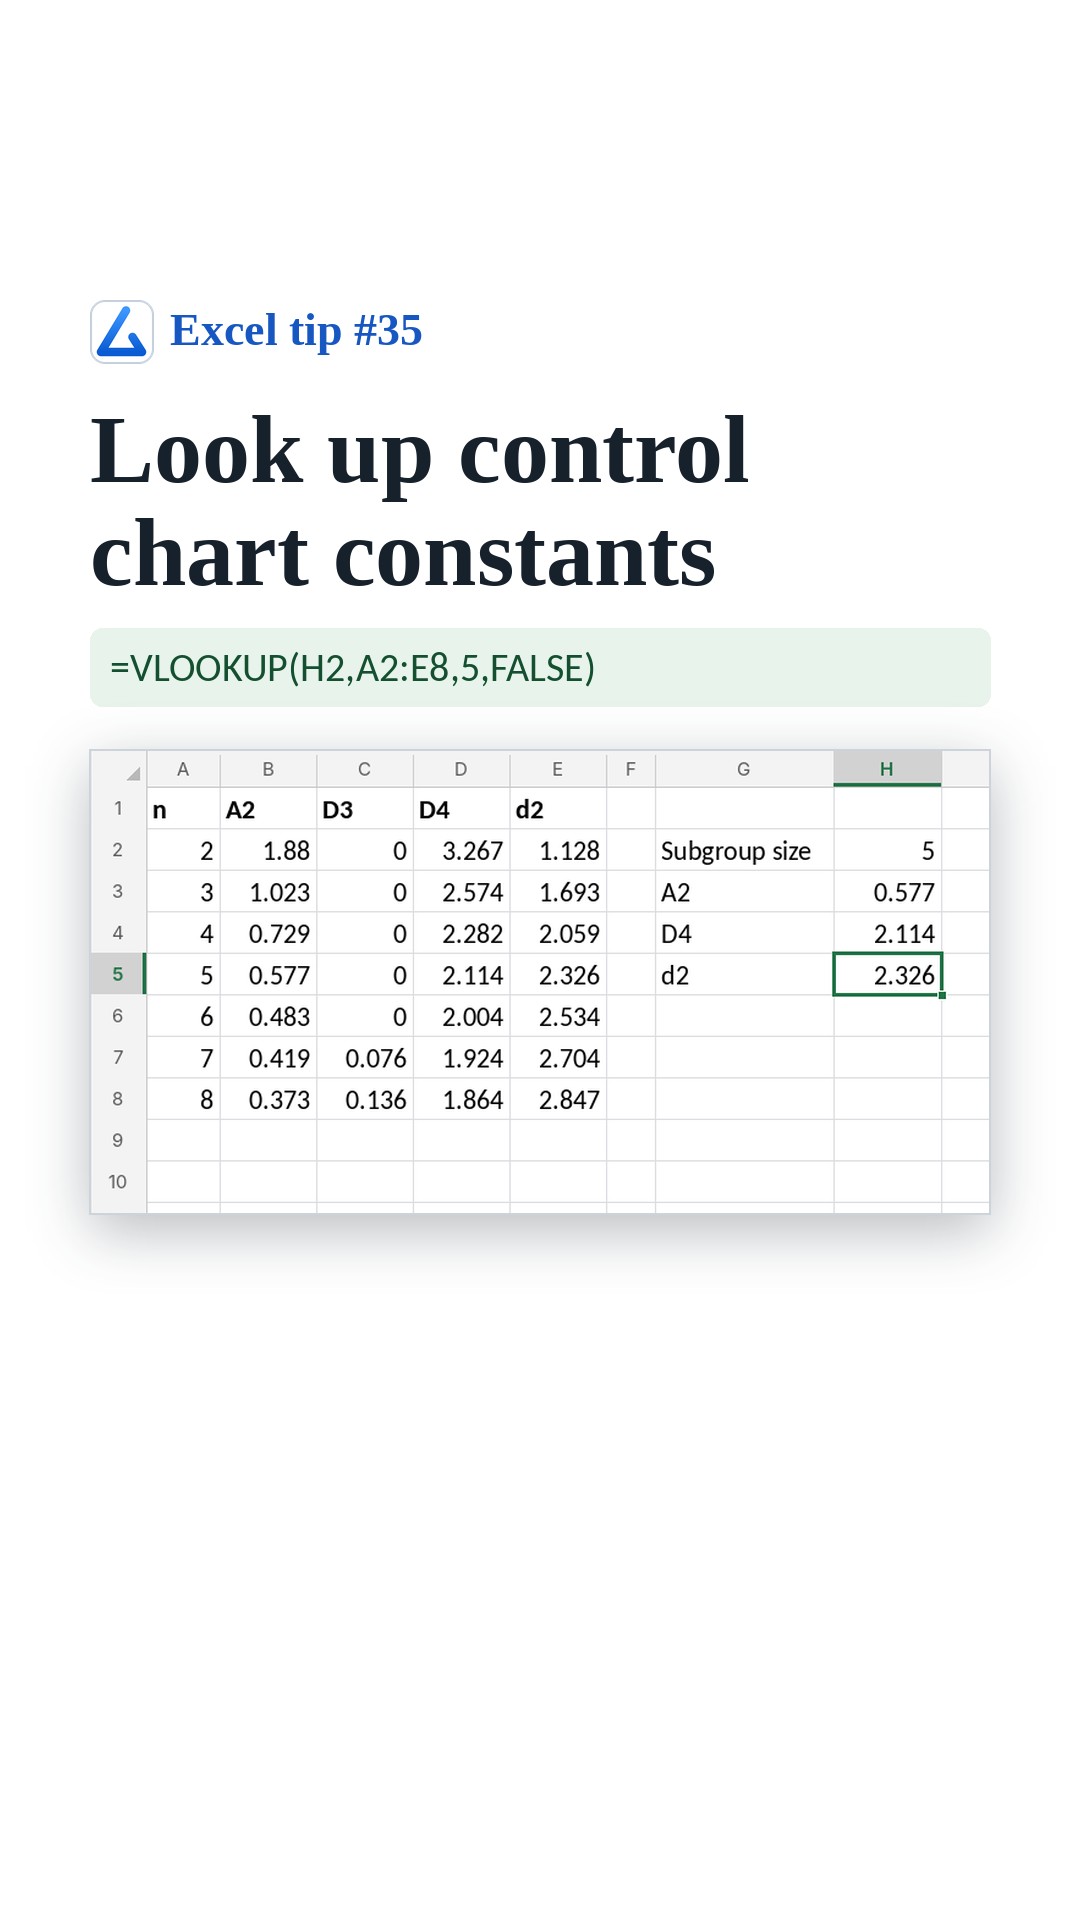 Excel tip #35
Look up control
chart constants
=VLOOKUP(H2,A2:E8,5,FALSE)
A B C D E F G H
1 n A2 D3 D4 d2
2 2 1.88 0 3.267 1.128 Subgroup size 5
3 3 1.023 0 2.574 1.693 A2 0.577
4 4 0.729 0 2.282 2.059 D4 2.114
5 5 0.577 0 2.114 2.326 d2 2.326
6 6 0.483 0 2.004 2.534
7 7 0.419 0.076 1.924 2.704
8 8 0.373 0.136 1.864 2.847
9
10